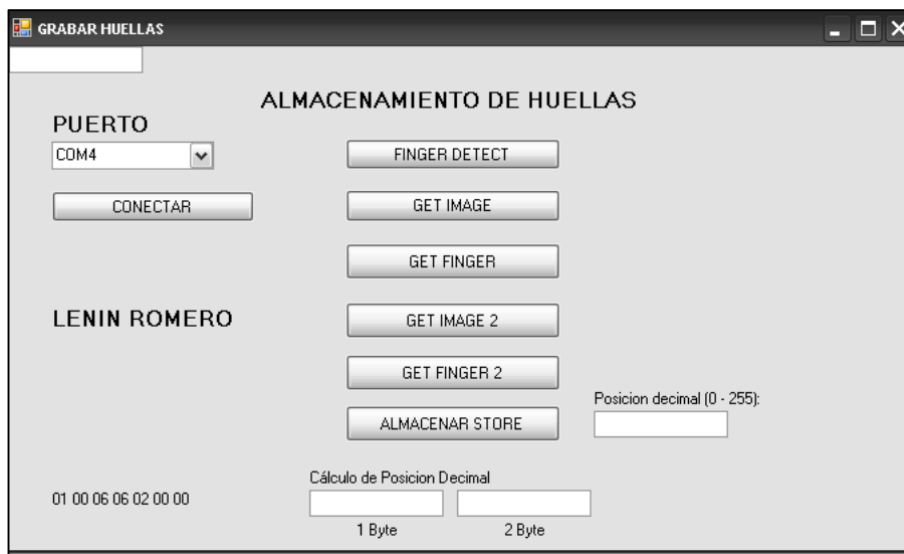 GRABAR HUELLAS
ALMACENAMIENTO DE HUELLAS
PUERTO
COM4
FINGER DETECT
CONECTAR
GET IMAGE
GET FINGER
LENIN ROMERO
GET IMAGE 2
GET FINGER 2
Posicion decimal (0 - 255):
ALMACENAR STORE
Cálculo de Posicion Decimal
01 00 06 06 02 00 00
1 Byte
2 Byte